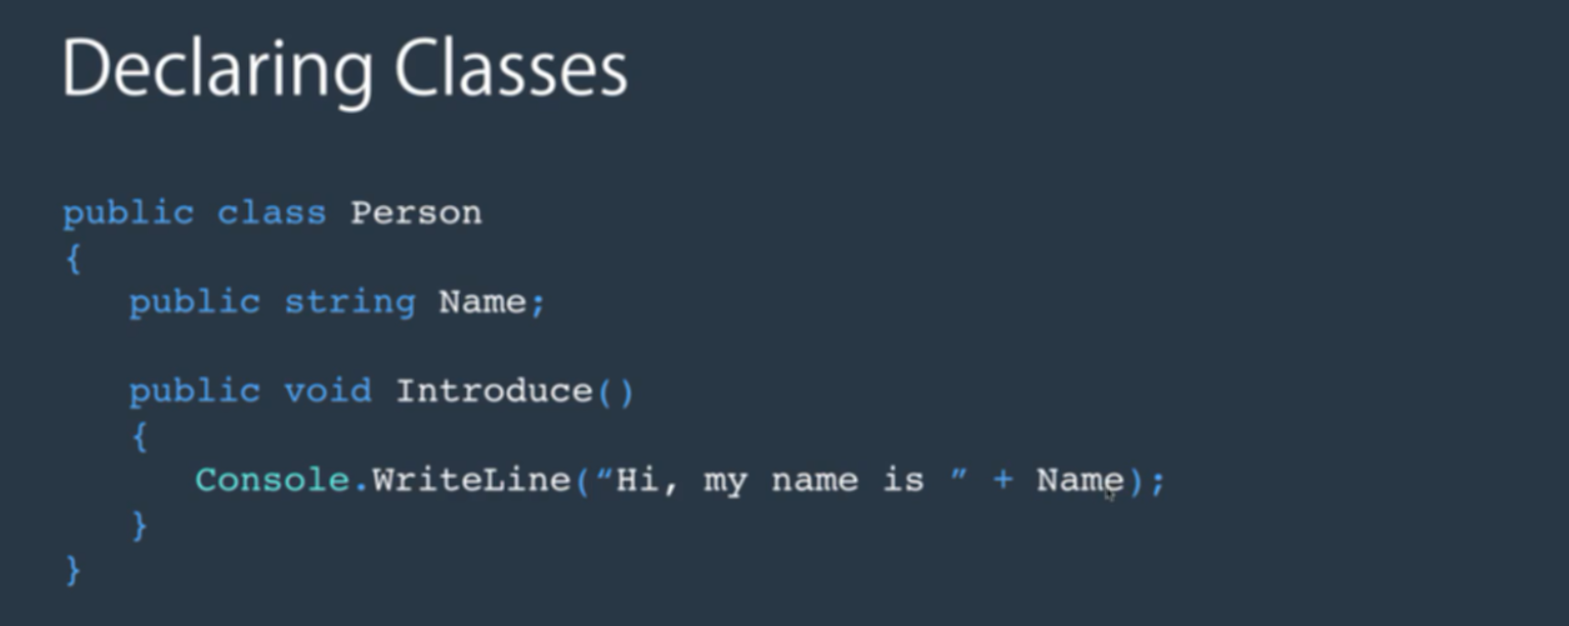 Declaring Classes
public class Person
{
public string Name;
public void Introduce()
{
Console.WriteLine(“Hi, my name is ” + Name);
}
}